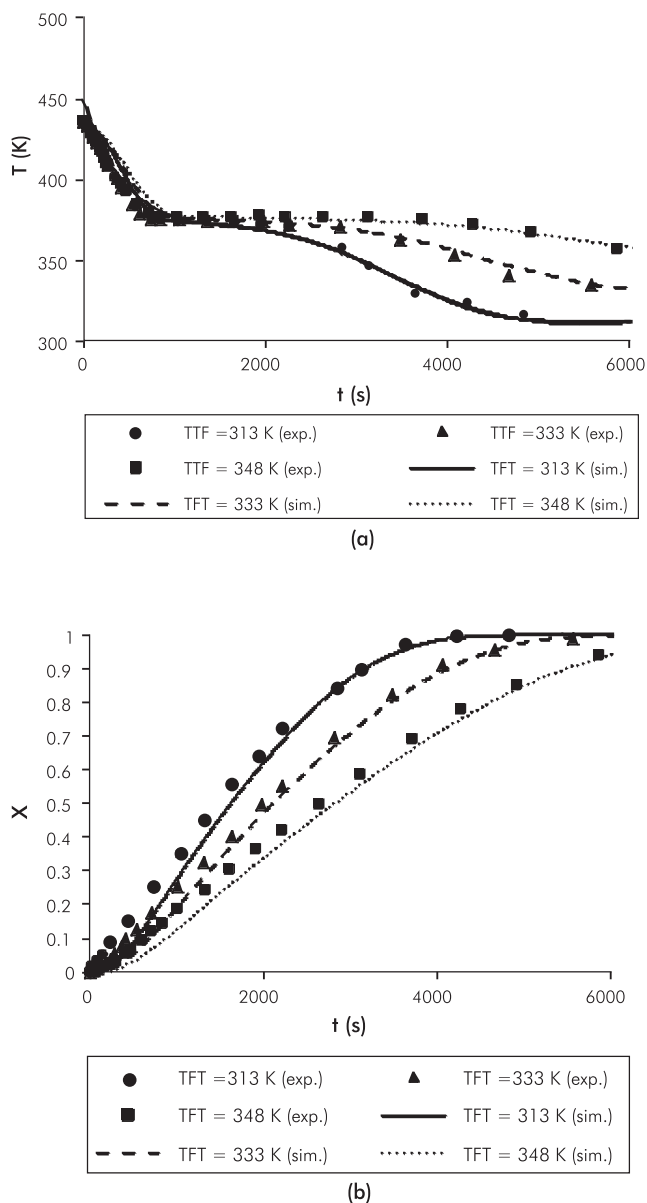 500
450
400
350
300
T (K)
0 2000 4000 6000
t (s)
TTF =313 K (exp.) TTF =333 K (exp.)
TTF = 348 K (exp.) TFT = 313 K (sim.)
TFT = 333 K (sim.) TFT = 348 K (sim.)
(a)
1
0.9
0.8
0.7
0.6
0.5
0.4
0.3
0.2
0.1
0
X
0 2000 4000 6000
t (s)
TFT =313 K (exp.) TFT =333 K (exp.)
TFT = 348 K (exp.) TFT = 313 K (sim.)
TFT = 333 K (sim.) TFT = 348 K (sim.)
(b)